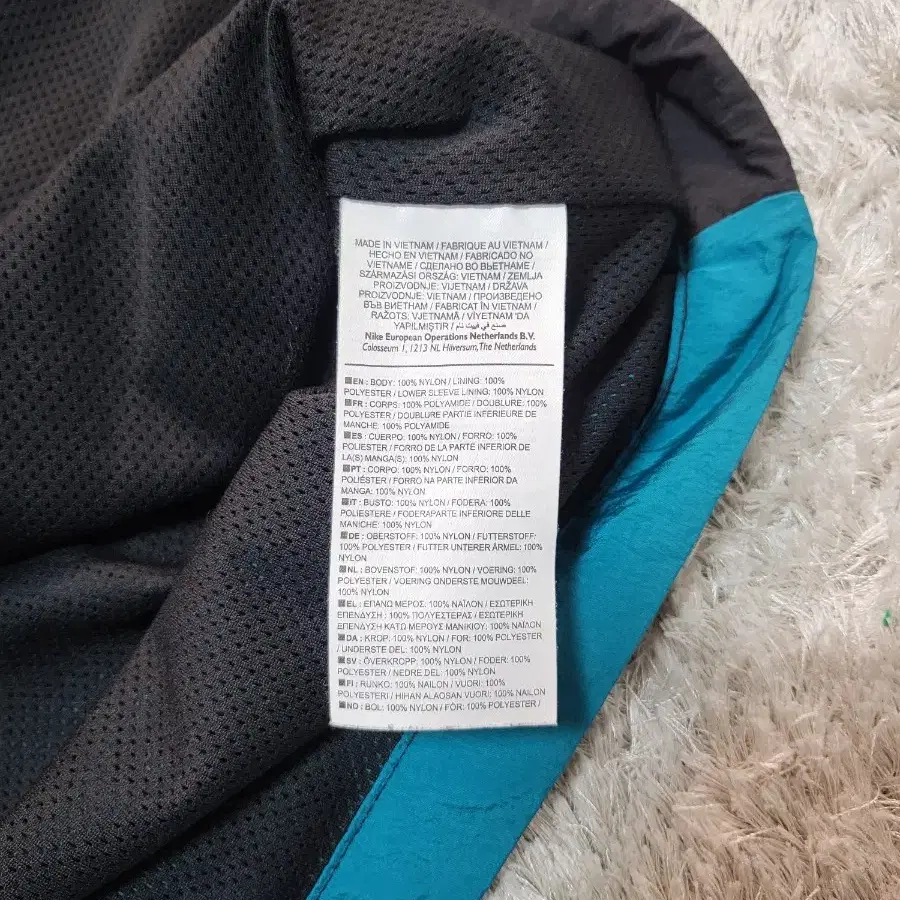 MADE IN VIETNAM / FABRIQUE AU VIETNAM /
HECHO EN VIETNAM / FABRICADO NO
VIETNAME / СДЕЛАНО ВО ВЬЕТНАМЕ /
SZÁRMAZÁSI ORSZÁG: VIETNAM / ZEMLJA
PROIZVODNJE: VIJETNAM / DRŽAVA
PROIZVODNJE: VIETNAM / ПРОИЗВЕДЕНО
ВЪВ ВИЕТНАМ / FABRICAT ÎN VIETNAM /
RAŽOTS: VJETNAMĀ / VİYETNAM 'DA
YAPILMIŞTIR / صنع في فييت نام
Nike European Operations Netherlands B.V.
Colosseum 1, 1213 NL Hilversum, The Netherlands
EN : BODY: 100% NYLON / LINING: 100%
POLYESTER / LOWER SLEEVE LINING: 100% NYLON
FR : CORPS: 100% POLYAMIDE / DOUBLURE: 100%
POLYESTER / DOUBLURE PARTIE INFERIEURE DE
MANCHE: 100% POLYAMIDE
ES : CUERPO: 100% NYLON / FORRO: 100%
POLIESTER / FORRO DE LA PARTE INFERIOR DE
LA(S) MANGA(S): 100% NYLON
PT : CORPO: 100% NYLON / FORRO: 100%
POLIÉSTER / FORRO NA PARTE INFERIOR DA
MANGA: 100% NYLON
IT : BUSTO: 100% NYLON / FODERA: 100%
POLIESTERE / FODERAPARTE INFERIORE DELLE
MANICHE: 100% NYLON
DE : OBERSTOFF: 100% NYLON / FUTTERSTOFF:
100% POLYESTER / FUTTER UNTERER ÄRMEL: 100%
NYLON
NL : BOVENSTOF: 100% NYLON / VOERING: 100%
POLYESTER / VOERING ONDERSTE MOUWDEEL:
100% NYLON
EL : ΕΠΑΝΩ ΜΕΡΟΣ: 100% ΝΑΪΛΟΝ / ΕΣΩΤΕΡΙΚΗ
ΕΠΕΝΔΥΣΗ : 100% ΠΟΛΥΕΣΤΕΡΑΣ / ΕΣΩΤΕΡΙΚΗ
ΕΠΕΝΔΥΣΗ ΚΑΤΩ ΜΕΡΟΥΣ ΜΑΝΙΚΙΟΥ: 100% ΝΑΪΛΟΝ
DA : KROP: 100% NYLON / FOR: 100% POLYESTER
/ UNDERSTE DEL: 100% NYLON
SV : ÖVERKROPP: 100% NYLON / FODER: 100%
POLYESTER / NEDRE DEL: 100% NYLON
FI : RUNKO: 100% NAILON / VUORI: 100%
POLYESTERI / HIHAN ALAOSAN VUORI: 100% NAILON
NO : BOL: 100% NYLON / FÔR: 100% POLYESTER /